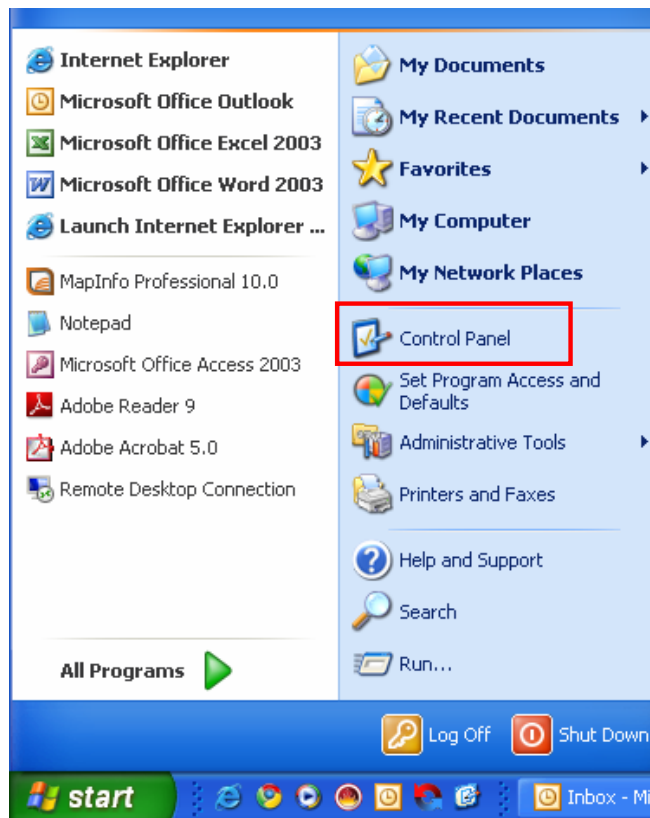 Internet Explorer
Microsoft Office Outlook
Microsoft Office Excel 2003
Microsoft Office Word 2003
Launch Internet Explorer ...
MapInfo Professional 10.0
Notepad
Microsoft Office Access 2003
Adobe Reader 9
Adobe Acrobat 5.0
Remote Desktop Connection
All Programs
My Documents
My Recent Documents
Favorites
My Computer
My Network Places
Control Panel
Set Program Access and
Defaults
Administrative Tools
Printers and Faxes
Help and Support
Search
Run...
Log Off
Shut Down
start
Inbox - Mi